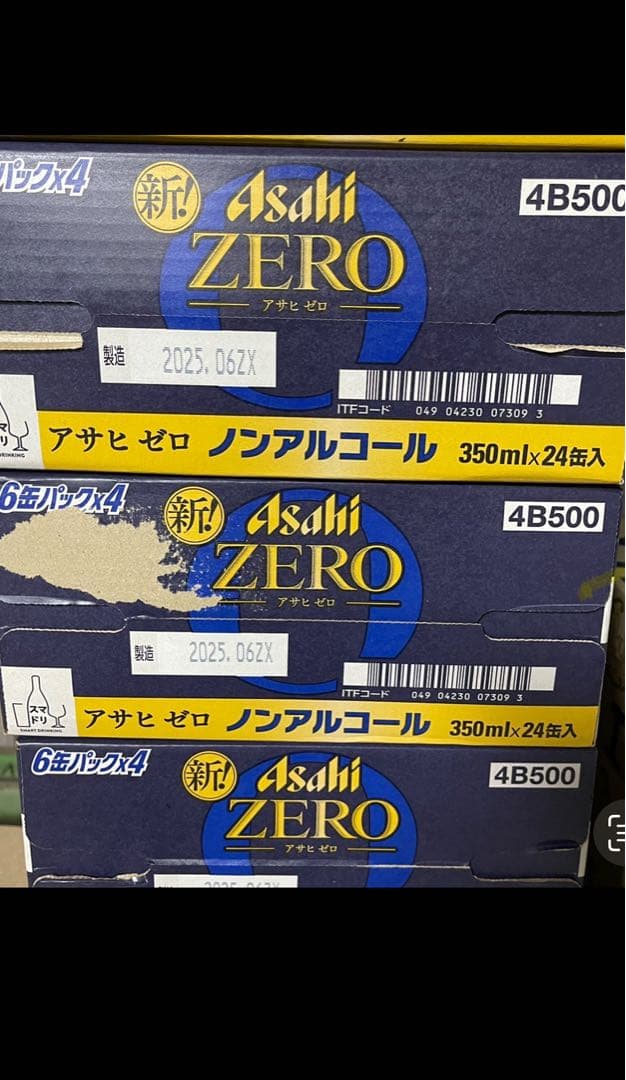 パックx4
新!
Asahi
ZERO
アサヒ ゼロ
4B500
製造
2025.06ZX
ITFコード 049 04230 07309 3
アサヒ ゼロ ノンアルコール 350ml×24缶入
6缶パックx4
新!
Asahi
ZERO
アサヒ ゼロ
4B500
製造
2025.06ZX
ITFコード 049 04230 07309 3
スマドリ
SMART DRINKING
アサヒ ゼロ ノンアルコール 350ml×24缶入
6缶パックx4
新!
Asahi
ZERO
アサヒ ゼロ
4B500